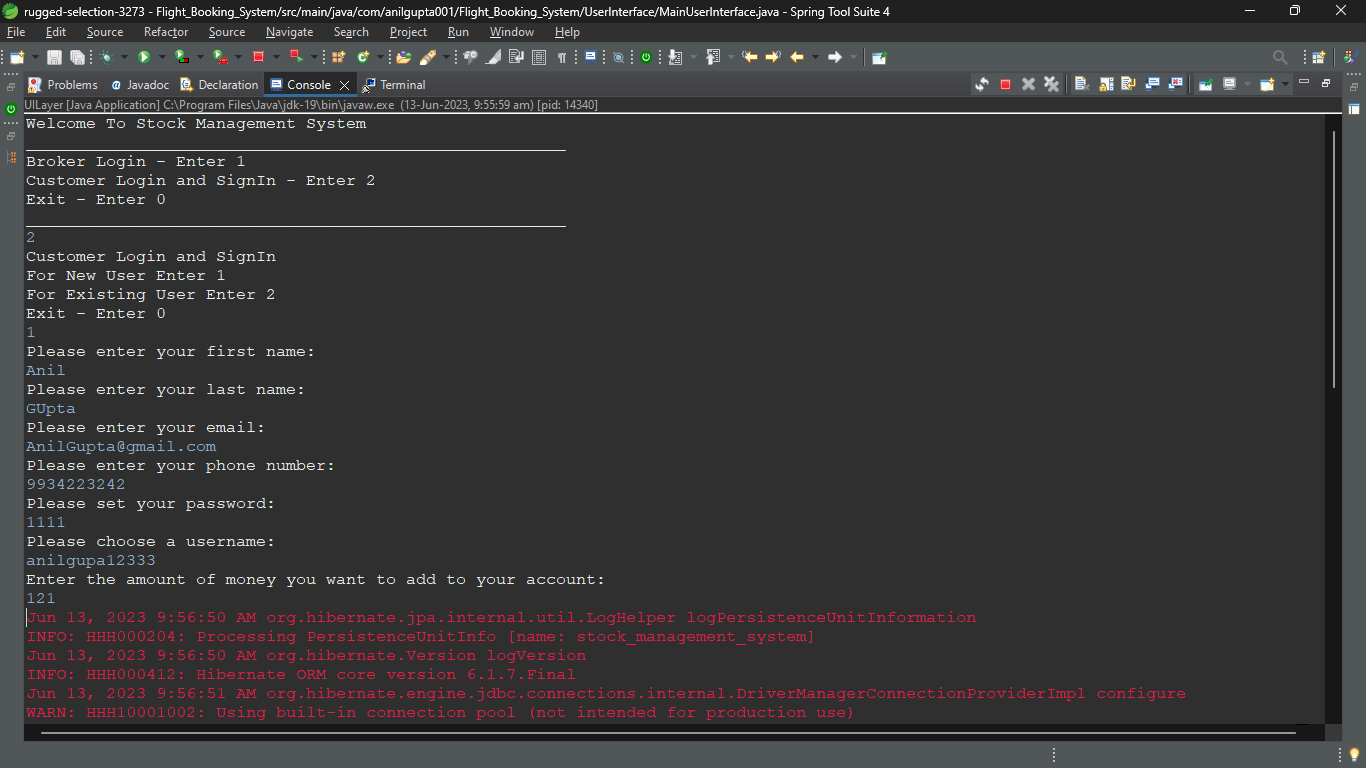 rugged-selection-3273 - Flight_Booking_System/src/main/java/com/anilgupta001/Flight_Booking_System/UserInterface/MainUserInterface.java - Spring Tool Suite 4
File Edit Source Refactor Source Navigate Search Project Run Window Help
Problems Javadoc Declaration Console Terminal
UILayer [Java Application] C:\Program Files\Java\jdk-19\bin\javaw.exe (13-Jun-2023, 9:55:59 am) [pid: 14340]
Welcome To Stock Management System
Broker Login - Enter 1
Customer Login and SignIn - Enter 2
Exit - Enter 0
2
Customer Login and SignIn
For New User Enter 1
For Existing User Enter 2
Exit - Enter 0
1
Please enter your first name:
Anil
Please enter your last name:
GUpta
Please enter your email:
AnilGupta@gmail.com
Please enter your phone number:
9934223242
Please set your password:
1111
Please choose a username:
anilgupa12333
Enter the amount of money you want to add to your account:
121
Jun 13, 2023 9:56:50 AM org.hibernate.jpa.internal.util.LogHelper logPersistenceUnitInformation
INFO: HHH000204: Processing PersistenceUnitInfo [name: stock_management_system]
Jun 13, 2023 9:56:50 AM org.hibernate.Version logVersion
INFO: HHH000412: Hibernate ORM core version 6.1.7.Final
Jun 13, 2023 9:56:51 AM org.hibernate.engine.jdbc.connections.internal.DriverManagerConnectionProviderImpl configure
WARN: HHH10001002: Using built-in connection pool (not intended for production use)